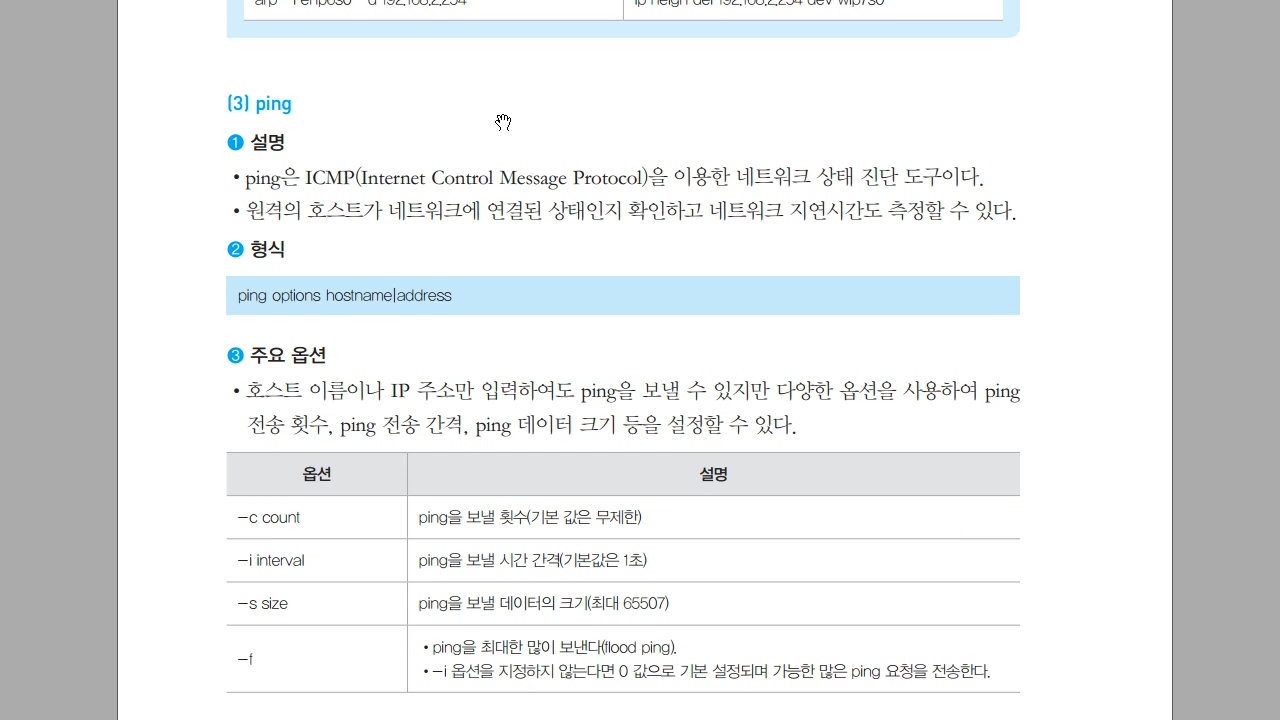 (3) ping
1 설명
• ping은 ICMP(Internet Control Message Protocol)을 이용한 네트워크 상태 진단 도구이다.
• 원격의 호스트가 네트워크에 연결된 상태인지 확인하고 네트워크 지연시간도 측정할 수 있다.
2 형식
ping options hostname|address
3 주요 옵션
• 호스트 이름이나 IP 주소만 입력하여도 ping을 보낼 수 있지만 다양한 옵션을 사용하여 ping
전송 횟수, ping 전송 간격, ping 데이터 크기 등을 설정할 수 있다.
옵션 설명
-c count ping을 보낼 횟수(기본 값은 무제한)
-i interval ping을 보낼 시간 간격(기본값은 1초)
-s size ping을 보낼 데이터의 크기(최대 65507)
-f
• ping을 최대한 많이 보낸다(flood ping).
• -i 옵션을 지정하지 않는다면 0 값으로 기본 설정되며 가능한 많은 ping 요청을 전송한다.